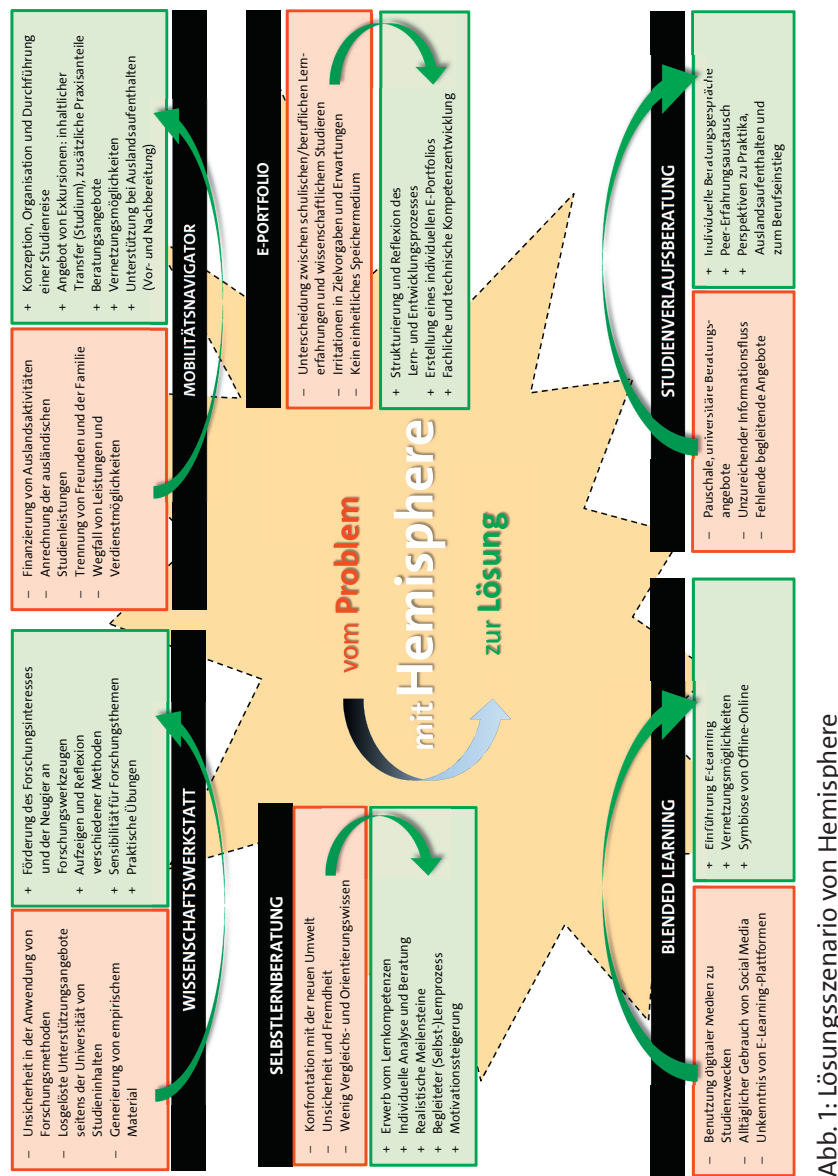 – Unsicherheit in der Anwendung von
Forschungsmethoden
– Losgelöste Unterstützungsangebote
seitens der Universität von
Studieninhalten
– Generierung von empirischem
Material
+ Förderung des Forschungsinteresses
und der Neugier an
Forschungswerkzeugen
+ Aufzeigen und Reflexion
verschiedener Methoden
+ Sensibilität für Forschungsthemen
+ Praktische Übungen
WISSENSCHAFTSWERKSTATT
– Finanzierung von Auslandsaktivitäten
– Anrechnung der ausländischen
Studienleistungen
– Trennung von Freunden und der Familie
– Wegfall von Leistungen und
Verdienstmöglichkeiten
+ Konzeption, Organisation und Durchführung
einer Studienreise
+ Angebot von Exkursionen: inhaltlicher
Transfer (Studium), zusätzliche Praxisanteile
+ Beratungsangebote
+ Vernetzungsmöglichkeiten
+ Unterstützung bei Auslandsaufenthalten
(Vor- und Nachbereitung)
MOBILITÄTSNAVIGATOR
SELBSTLERNBERATUNG
– Konfrontation mit der neuen Umwelt
– Unsicherheit und Fremdheit
– Wenig Vergleichs- und Orientierungswissen
+ Erwerb vom Lernkompetenzen
+ Individuelle Analyse und Beratung
+ Realistische Meilensteine
+ Begleiteter (Selbst-)Lernprozess
+ Motivationssteigerung
vom Problem
mit Hemisphere
zur Lösung
E-PORTFOLIO
– Unterscheidung zwischen schulischen/beruflichen Lern-
erfahrungen und wissenschaftlichem Studieren
– Irritationen in Zielvorgaben und Erwartungen
– Kein einheitliches Speichermedium
+ Strukturierung und Reflexion des
Lern- und Entwicklungsprozesses
+ Erstellung eines individuellen E-Portfolios
+ Fachliche und technische Kompetenzentwicklung
BLENDED LEARNING
– Benutzung digitaler Medien zu
Studienzwecken
– Alltäglicher Gebrauch von Social Media
– Unkenntnis von E-Learning-Plattformen
+ Einführung E-Learning
+ Vernetzungsmöglichkeiten
+ Symbiose von Offline-Online
STUDIENVERLAUFSBERATUNG
– Pauschale, universitäre Beratungs-
angebote
– Unzureichender Informationsfluss
– Fehlende begleitende Angebote
+ Individuelle Beratungsgespräche
+ Peer-Erfahrungsaustausch
+ Perspektiven zu Praktika,
Auslandsaufenthalten und
zum Berufseinstieg
Abb. 1: Lösungsszenario von Hemisphere